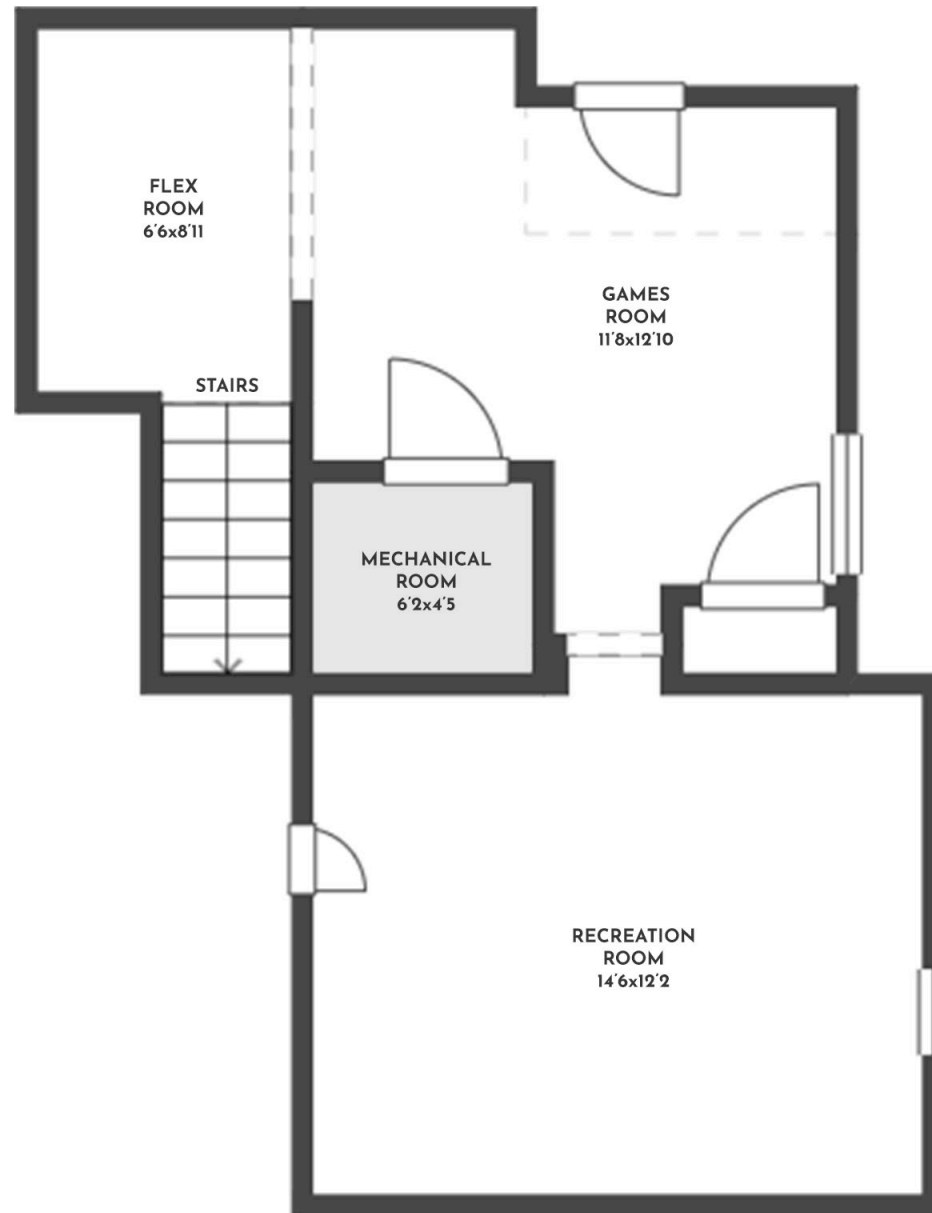 FLEX
ROOM
6'6x8'11
GAMES
ROOM
11'8x12'10
STAIRS
MECHANICAL
ROOM
6'2x4'5
RECREATION
ROOM
14'6x12'2